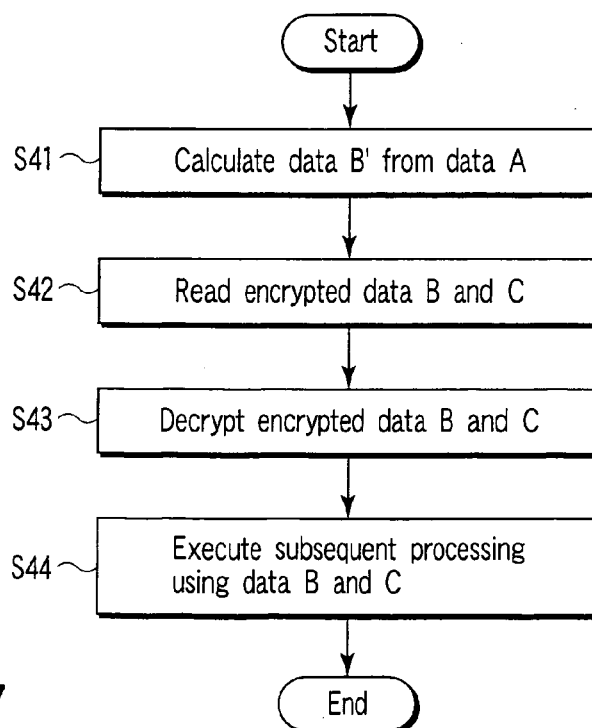 Start
S41 Calculate data B' from data A
S42 Read encrypted data B and C
S43 Decrypt encrypted data B and C
S44 Execute subsequent processing
using data B and C
End